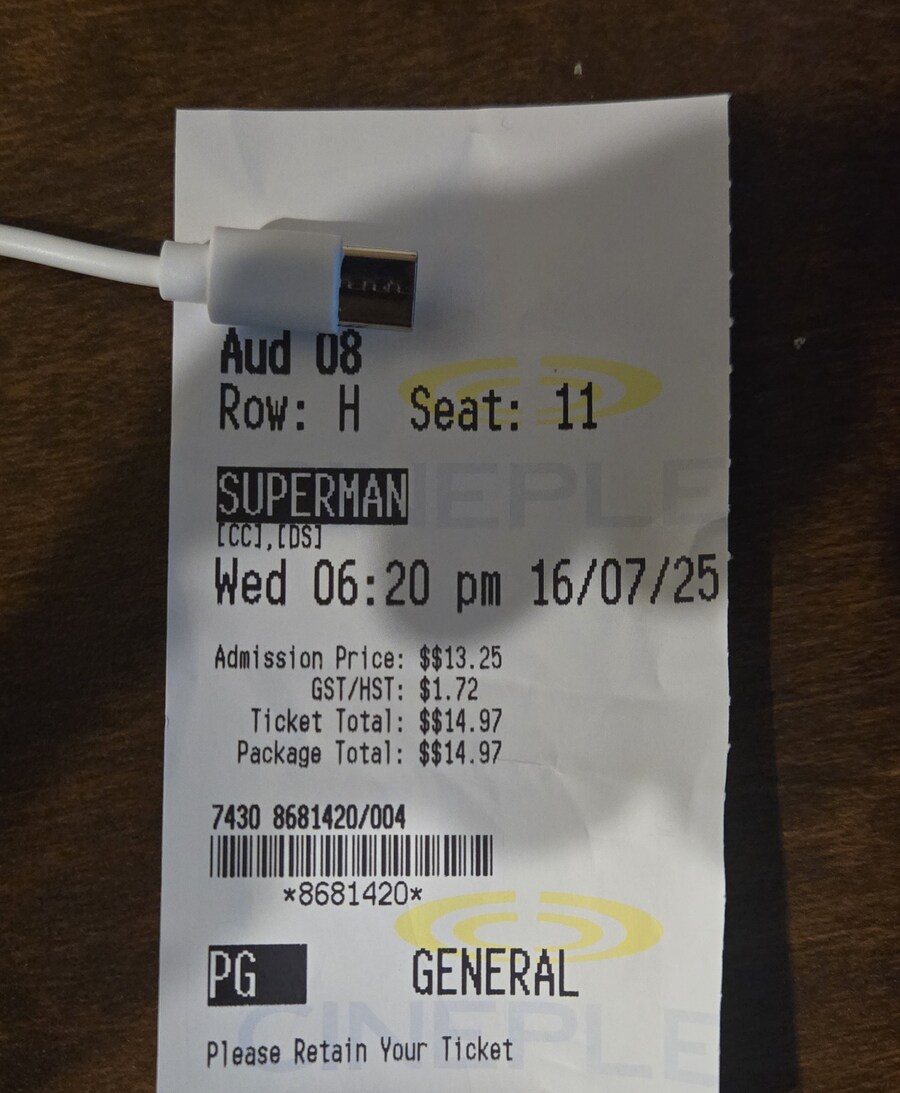 Aud 08
Row: H Seat: 11
SUPERMAN
[CC],[DS]
Wed 06:20 pm 16/07/25
Admission Price: $$13.25
GST/HST: $1.72
Ticket Total: $$14.97
Package Total: $$14.97
7430 8681420/004
*8681420*
PG GENERAL
Please Retain Your Ticket
CINEPLE
CINEPLE